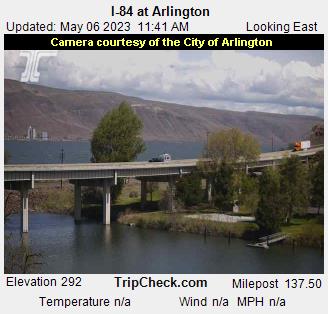 I-84 at Arlington
Updated: May 06 2023 11:41 AM Looking East
Camera courtesy of the City of Arlington
Elevation 292 TripCheck.com Milepost 137.50
Temperature n/a Wind n/a MPH n/a